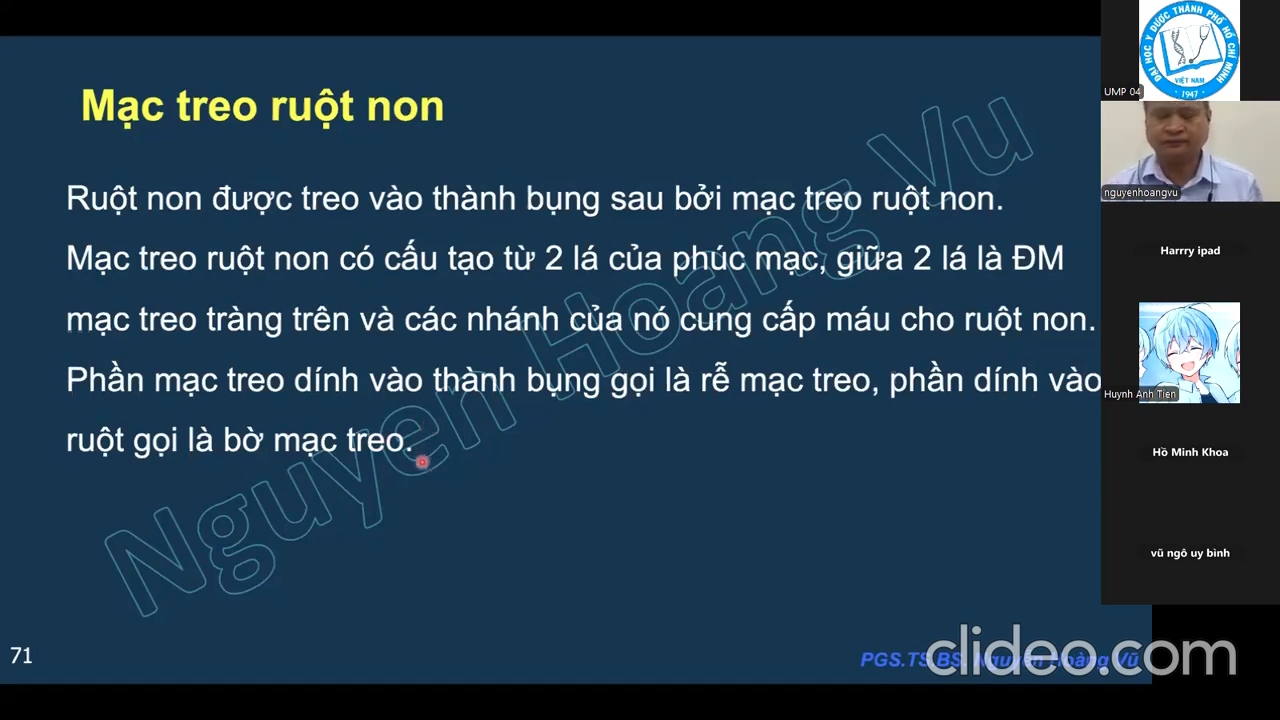 Mạc treo ruột non
Ruột non được treo vào thành bụng sau bởi mạc treo ruột non.
Mạc treo ruột non có cấu tạo từ 2 lá của phúc mạc, giữa 2 lá là ĐM
mạc treo tràng trên và các nhánh của nó cung cấp máu cho ruột non.
Phần mạc treo dính vào thành bụng gọi là rễ mạc treo, phần dính vào
ruột gọi là bờ mạc treo.
Nguyen Hoang Vu
71
PGS.TS.BS. Nguyễn Hoàng Vũ
clideo.com
ĐẠI HỌC Y DƯỢC THÀNH PHỐ HỒ CHÍ MINH
VIỆT NAM
1947
UMP 04
nguyenhoangvu
Harrry ipad
Huynh Anh Tien
Hồ Minh Khoa
vũ ngô uy bình